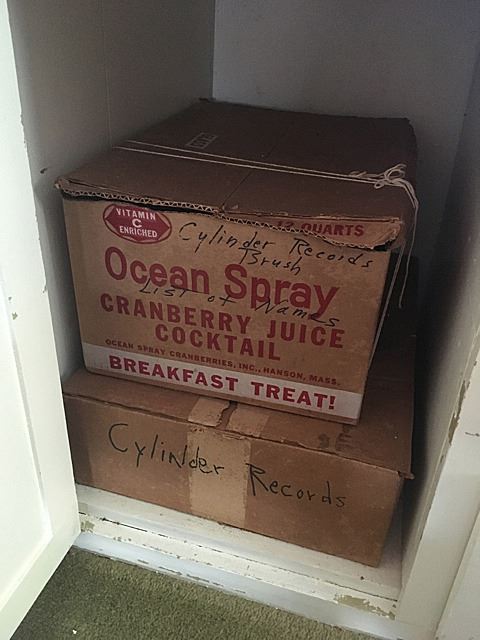 VITAMIN
C
ENRICHED
QUARTS
Cylinder Records
Brush
Ocean Spray
List of Names
CRANBERRY JUICE
COCKTAIL
OCEAN SPRAY CRANBERRIES, INC., HANSON, MASS.
BREAKFAST TREAT!
Cylinder Records